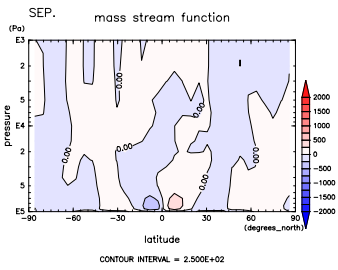 SEP.
mass stream function
(Pa)
E3
2
5
E4
2
5
E5
pressure
0.00
0.00
0.00
0.00
0.00
0.00
-90 -60 -30 0 30 60 90
(degrees_north)
latitude
2000
1500
1000
500
0
-500
-1000
-1500
-2000
CONTOUR INTERVAL = 2.500E+02